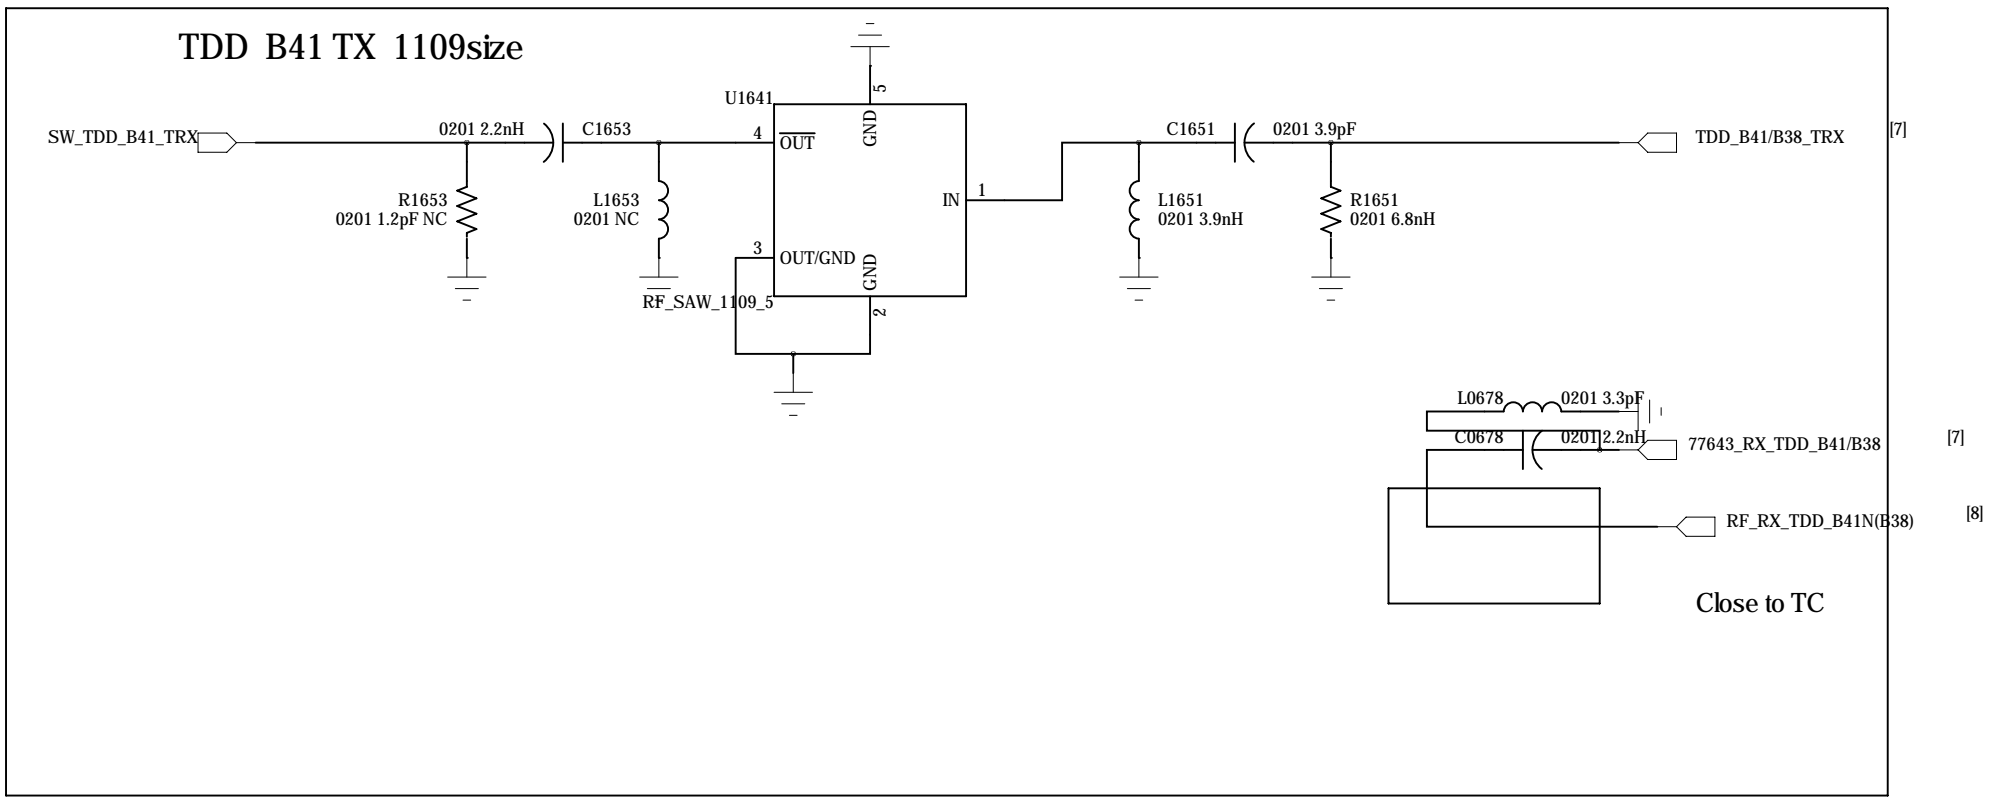 TDD B41 TX 1109size
U1641
5
GND
SW_TDD_B41_TRX
0201 2.2nH
C1653
4
OUT
C1651
0201 3.9pF
TDD_B41/B38_TRX
[7]
R1653
0201 1.2pF NC
L1653
0201 NC
IN
1
L1651
0201 3.9nH
R1651
0201 6.8nH
3
OUT/GND
GND
2
RF_SAW_1109_5
L0678
0201 3.3pF
C0678
0201 2.2nH
77643_RX_TDD_B41/B38
[7]
RF_RX_TDD_B41N(B38)
[8]
Close to TC